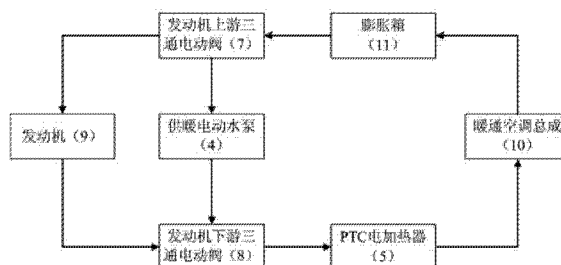 发动机上游三
通电动阀（7）
膨胀箱
（11）
发动机（9）
供暖电动水泵
（4）
暖通空调总成
（10）
发动机下游三
通电动阀（8）
PTC电加热器
（5）